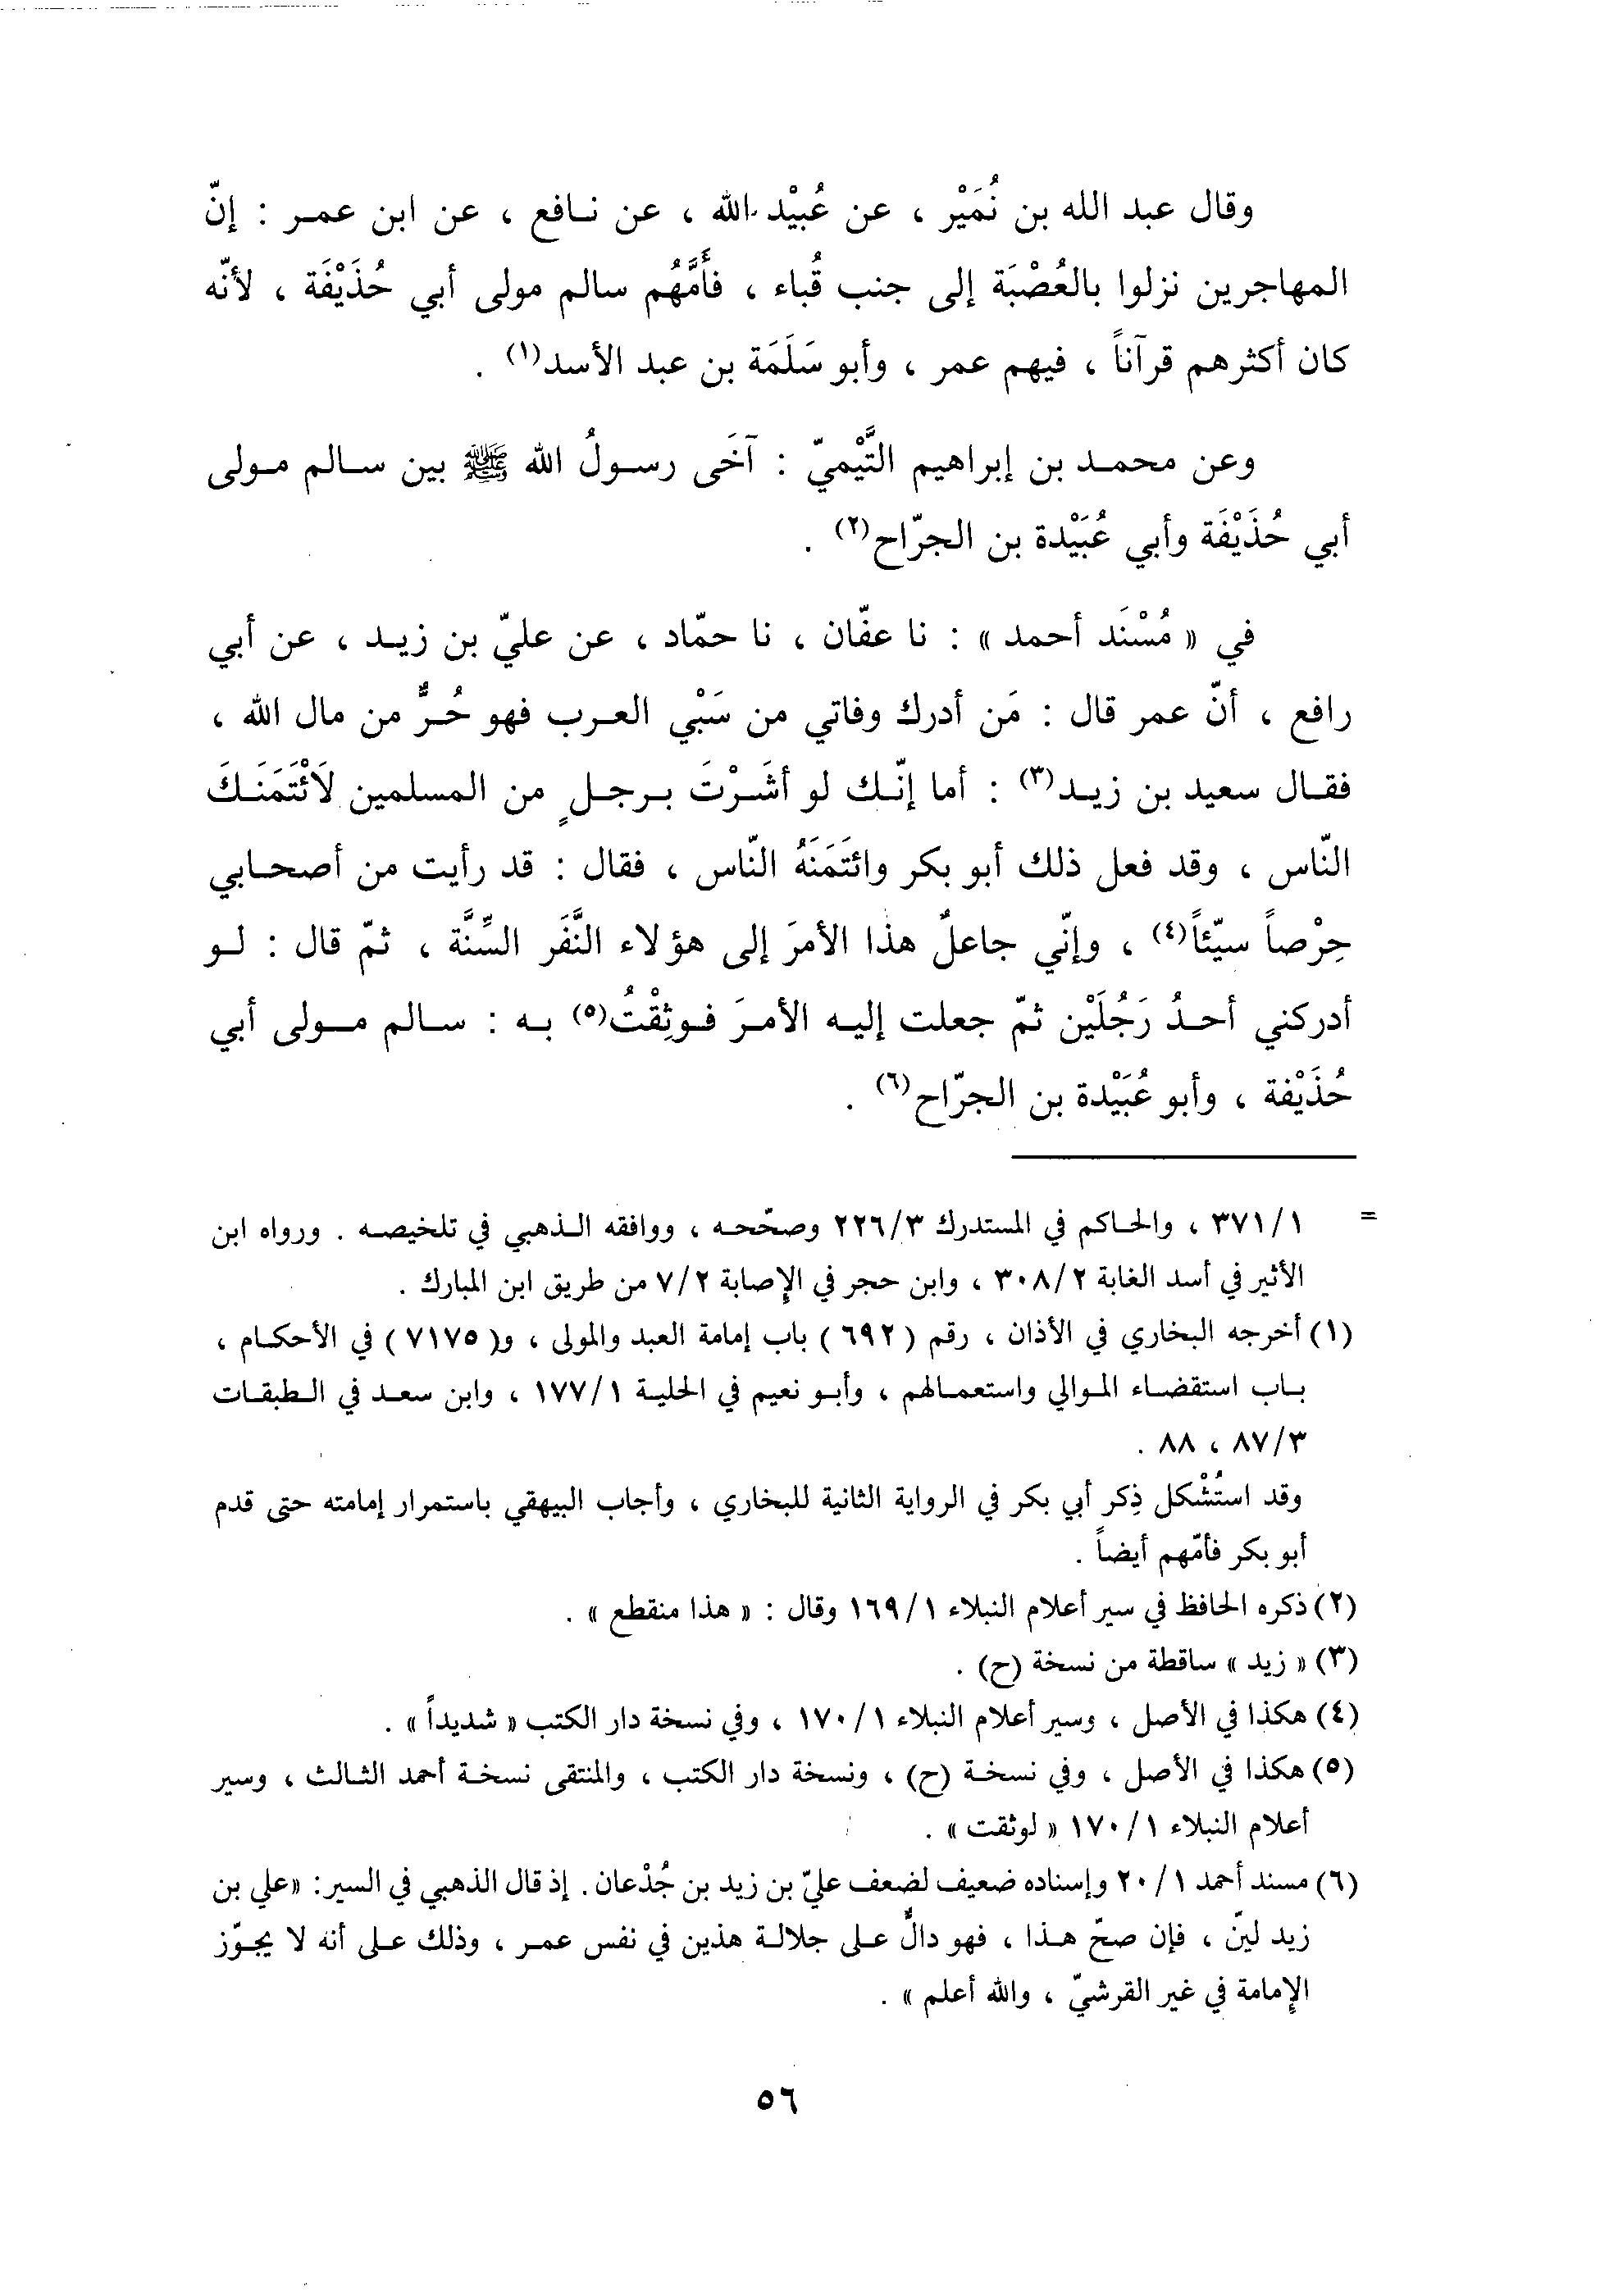 وقال عبد الله بن نُمَيْر ، عن عُبيْد الله ، عن نافع ، عن ابن عمر : إنّ
المهاجرين نزلوا بالعُصْبَة إلى جنب قُباء ، فأَمَّهُم سالم مولى أبي حُذَيْفَة ، لأنّه
كان أكثرهم قرآناً ، فيهم عمر ، وأبو سَلَمَة بن عبد الأسد(١) .
وعن محمد بن إبراهيم التَّيْميّ : آخَى رسولُ الله ﷺ بين سالم مولى
أبي حُذَيْفَة وأبي عُبَيْدة بن الجرّاح(٢) .
في « مُسْنَد أحمد » : نا عفّان ، نا حمّاد ، عن عليّ بن زيد ، عن أبي
رافع ، أنّ عمر قال : مَن أدرك وفاتي من سَبْي العرب فهو حُرٌّ من مال الله ،
فقال سعيد بن زيد(٣) : أما إنّك لو أشَرْتَ برجلٍ من المسلمين لَائْتَمَنَكَ
النّاس ، وقد فعل ذلك أبو بكر وائتَمَنَهُ النّاس ، فقال : قد رأيت من أصحابي
حِرْصاً سيّئاً(٤) ، وإنّي جاعلٌ هذا الأمرَ إلى هؤلاء النَّفَر السِّتَّة ، ثمّ قال : لو
أدركني أحدُ رَجُلَيْن ثمّ جعلت إليه الأمرَ فوثِقْتُ(٥) به : سالم مولى أبي
حُذَيْفة ، وأبو عُبَيْدة بن الجرّاح(٦) .
= ٣٧١/١ ، والحاكم في المستدرك ٢٢٦/٣ وصحّحه ، ووافقه الذهبي في تلخيصه . ورواه ابن
الأثير في أسد الغابة ٣٠٨/٢ ، وابن حجر في الإصابة ٧/٢ من طريق ابن المبارك .
(١) أخرجه البخاري في الأذان ، رقم ( ٦٩٢ ) باب إمامة العبد والمولى ، و( ٧١٧٥ ) في الأحكام ،
باب استقضاء الموالي واستعمالهم ، وأبو نعيم في الحلية ١٧٧/١ ، وابن سعد في الطبقات
٨٧/٣ ، ٨٨ .
وقد استُشْكل ذِكر أبي بكر في الرواية الثانية للبخاري ، وأجاب البيهقي باستمرار إمامته حتى قدم
أبو بكر فأمّهم أيضاً .
(٢) ذكره الحافظ في سير أعلام النبلاء ١٦٩/١ وقال : « هذا منقطع » .
(٣) « زيد » ساقطة من نسخة (ح) .
(٤) هكذا في الأصل ، وسير أعلام النبلاء ١٧٠/١ ، وفي نسخة دار الكتب « شديداً » .
(٥) هكذا في الأصل ، وفي نسخة (ح) ، ونسخة دار الكتب ، والمنتقى نسخة أحمد الثالث ، وسير
أعلام النبلاء ١٧٠/١ « لوثقت » .
(٦) مسند أحمد ٢٠/١ وإسناده ضعيف لضعف عليّ بن زيد بن جُدْعان. إذ قال الذهبي في السير: «علي بن
زيد لينّ ، فإن صحّ هذا ، فهو دالٌّ على جلالة هذين في نفس عمر ، وذلك على أنه لا يجوّز
الإمامة في غير القرشيّ ، والله أعلم » .
٥٦